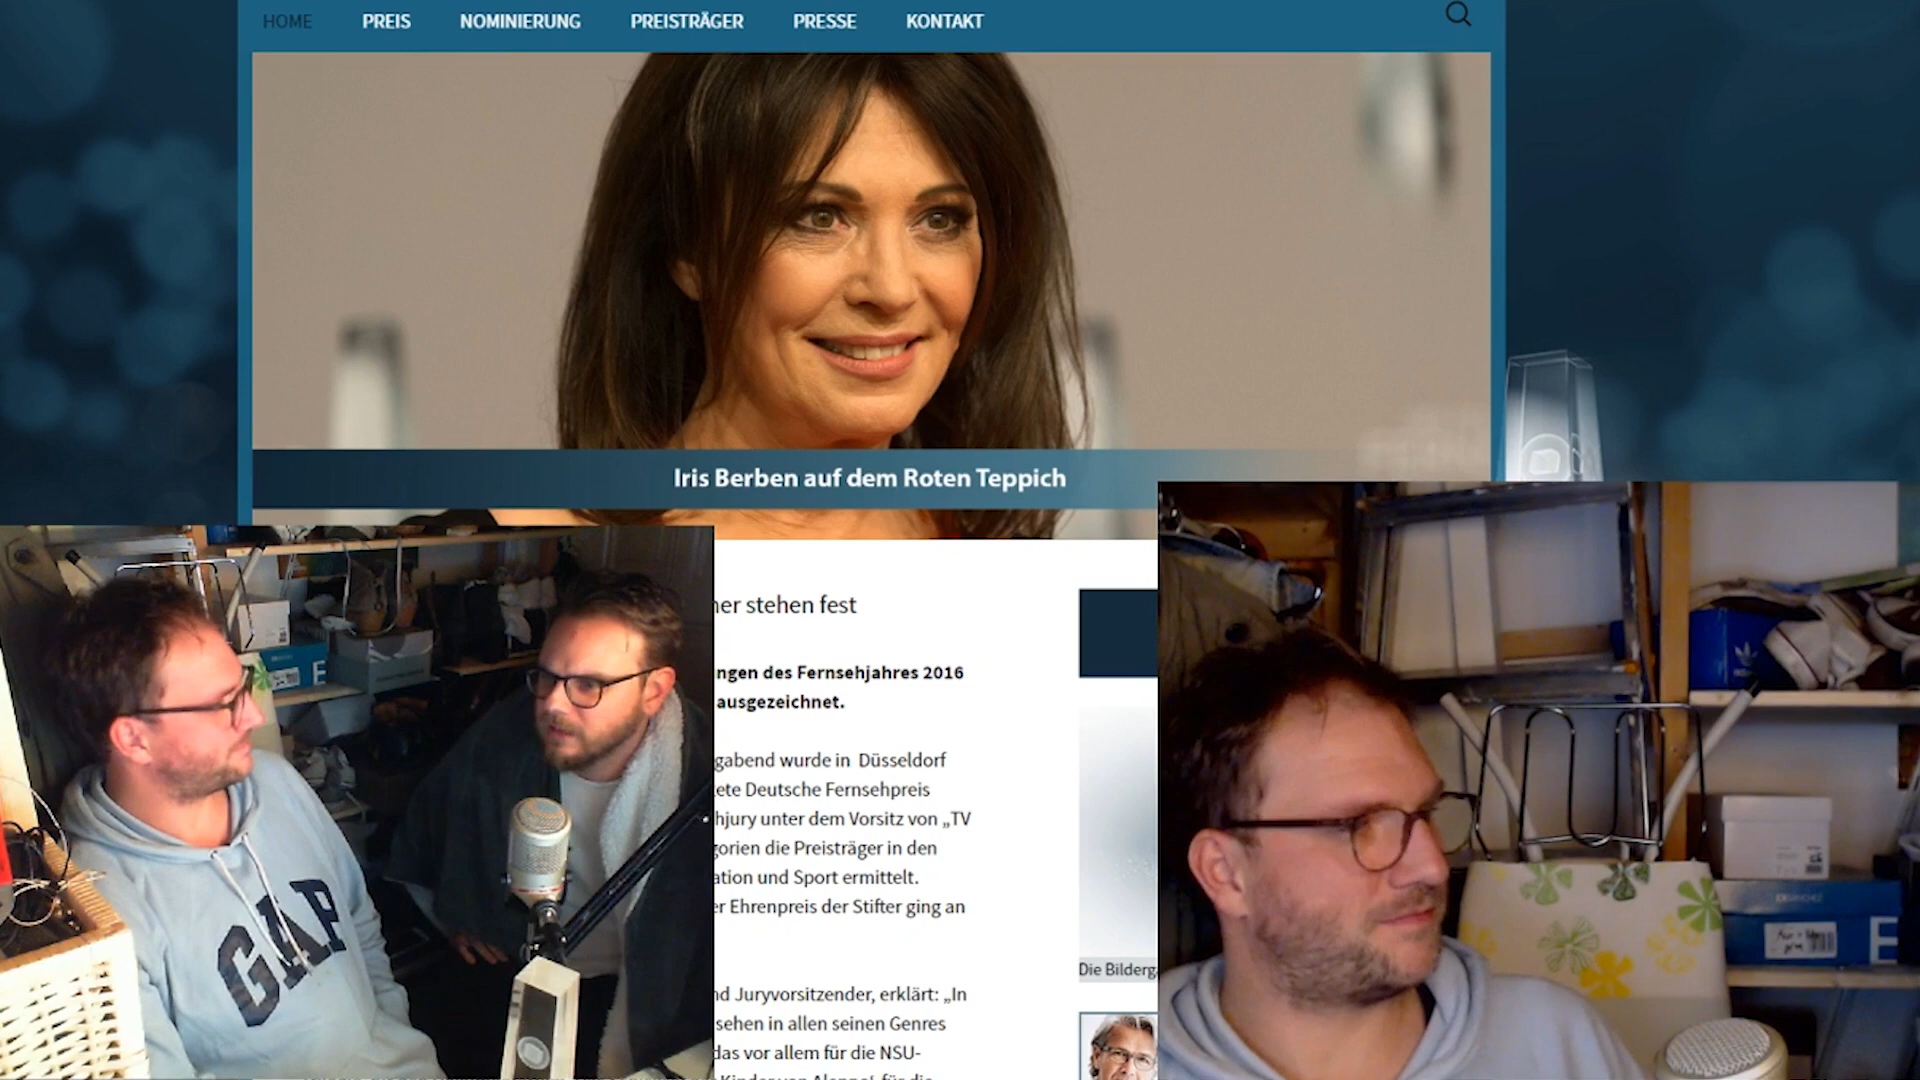 HOME PREIS NOMINIERUNG PREISTRÄGER PRESSE KONTAKT
Iris Berben auf dem Roten Teppich
ner stehen fest
ngen des Fernsehjahres 2016
ausgezeichnet.
gabend wurde in Düsseldorf
ete Deutsche Fernsehpreis
hjury unter dem Vorsitz von „TV
gorien die Preisträger in den
ation und Sport ermittelt.
er Ehrenpreis der Stifter ging an
nd Juryvorsitzender, erklärt: „In
sehen in allen seinen Genres
das vor allem für die NSU-
Die Bilderg
GAP
E
adidas
E